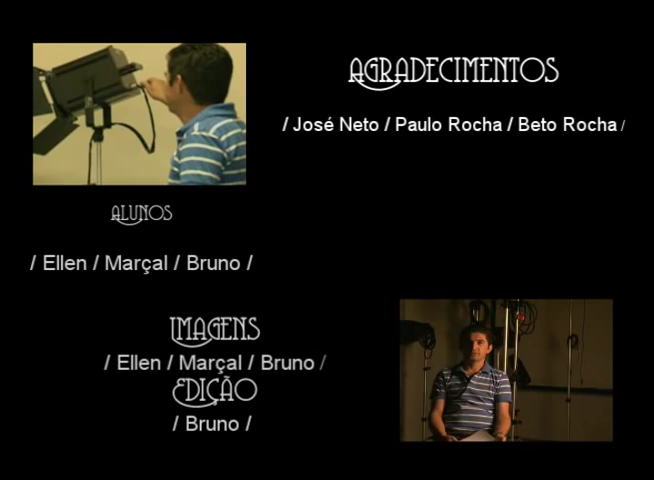 AGRADECIMENTOS
/ José Neto / Paulo Rocha / Beto Rocha /
ALUNOS
/ Ellen / Marçal / Bruno /
IMAGENS
/ Ellen / Marçal / Bruno /
EDIÇÃO
/ Bruno /